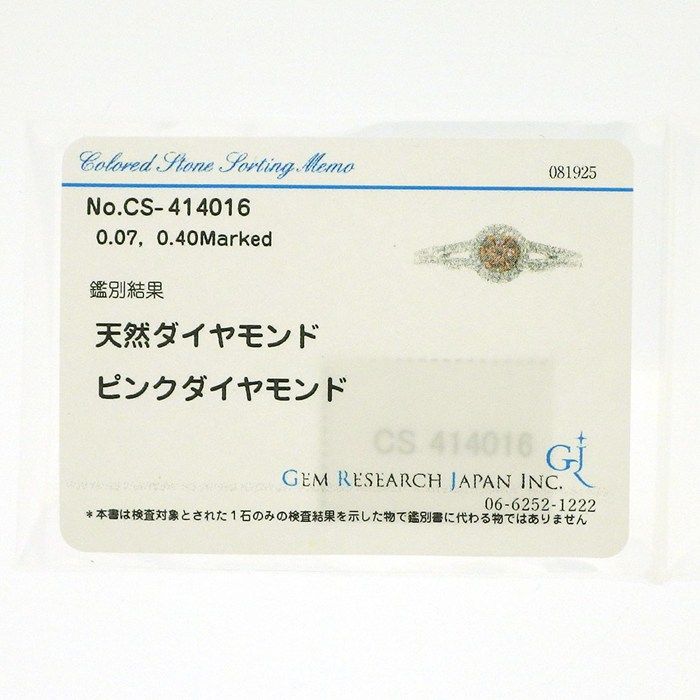 Colored Stone Sorting Memo
081925
No.CS-414016
0.07, 0.40Marked
鑑別結果
天然ダイヤモンド
ピンクダイヤモンド
CS 414016
GJ
GEM RESEARCH JAPAN INC.
06-6252-1222
*本書は検査対象とされた1石のみの検査結果を示した物で鑑別書に代わる物ではありません